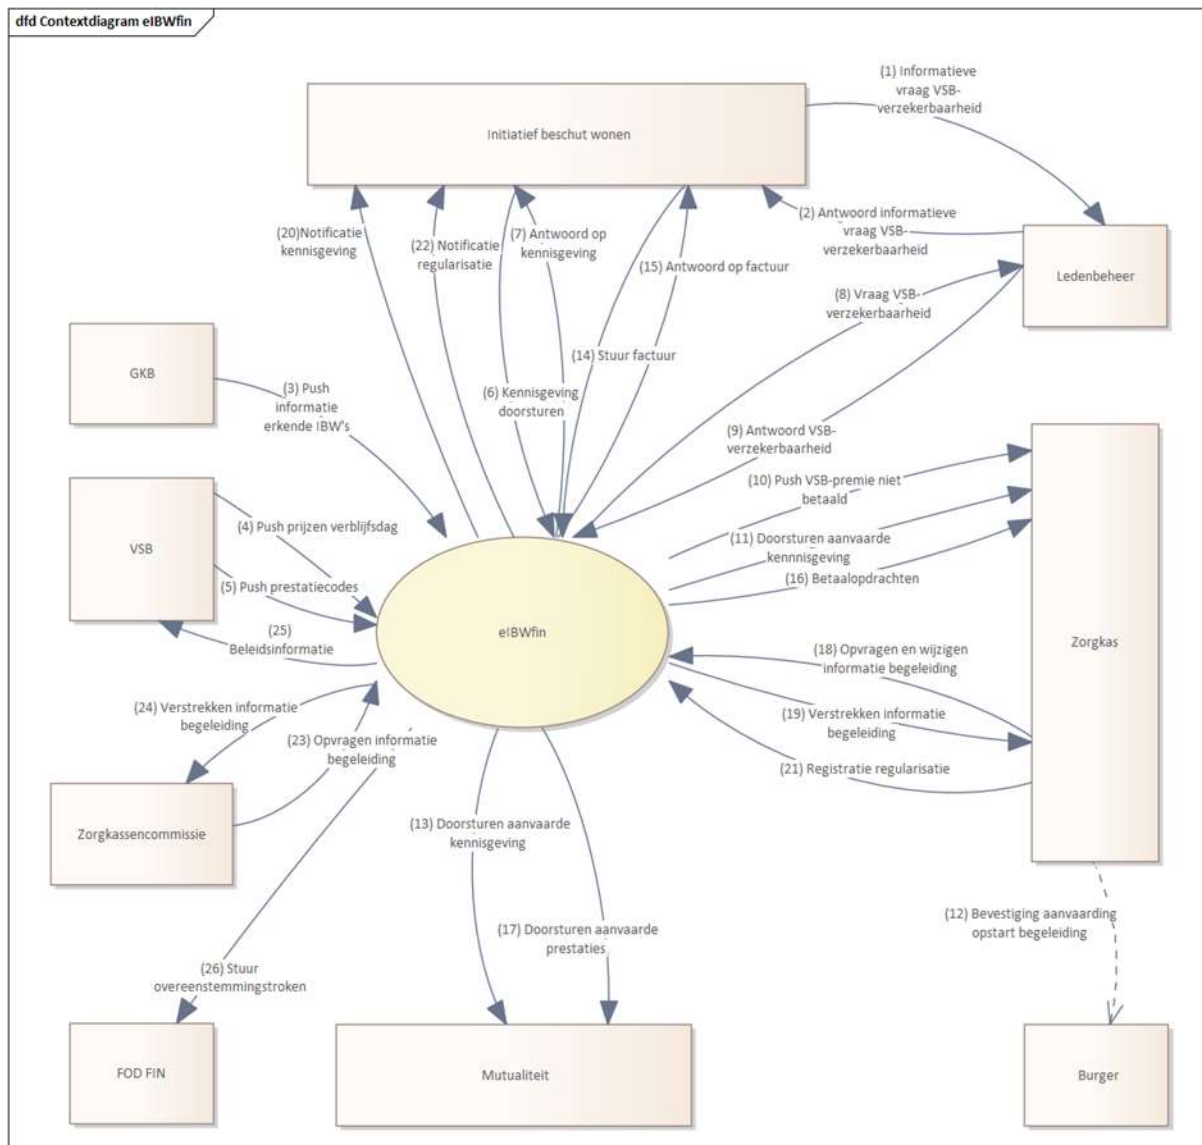 dfd Contextdiagram eIBWfin
(1) Informatieve
vraag VSB-
verzekerbaarheid
Initiatief beschut wonen
(2) Antwoord informatieve
vraag VSB-
verzekerbaarheid
(20)Notificatie
kennisgeving
(22) Notificatie
regularisatie
(7) Antwoord op
kennisgeving
(15) Antwoord op factuur
Ledenbeheer
(8) Vraag VSB-
verzekerbaarheid
GKB
(3) Push
informatie
erkende IBW's
(14) Stuur factuur
(6) Kennisgeving
doorsturen
(9) Antwoord VSB-
verzekerbaarheid
(10) Push VSB-premie niet
betaald
VSB
(4) Push prijzen verblijfsdag
(11) Doorsturen aanvaarde
kennnisgeving
(5) Push prestatiecodes
(16) Betaalopdrachten
eIBWfin
(25)
Beleidsinformatie
Zorgkas
(18) Opvragen en wijzigen
informatie begeleiding
(24) Verstrekken informatie
begeleiding
(19) Verstrekken informatie
begeleiding
(23) Opvragen informatie
begeleiding
(21) Registratie regularisatie
Zorgkassencommissie
(13) Doorsturen aanvaarde
kennisgeving
(12) Bevestiging aanvaarding
opstart begeleiding
(17) Doorsturen aanvaarde
prestaties
(26) Stuur
overeenstemmingstroken
FOD FIN
Mutualiteit
Burger